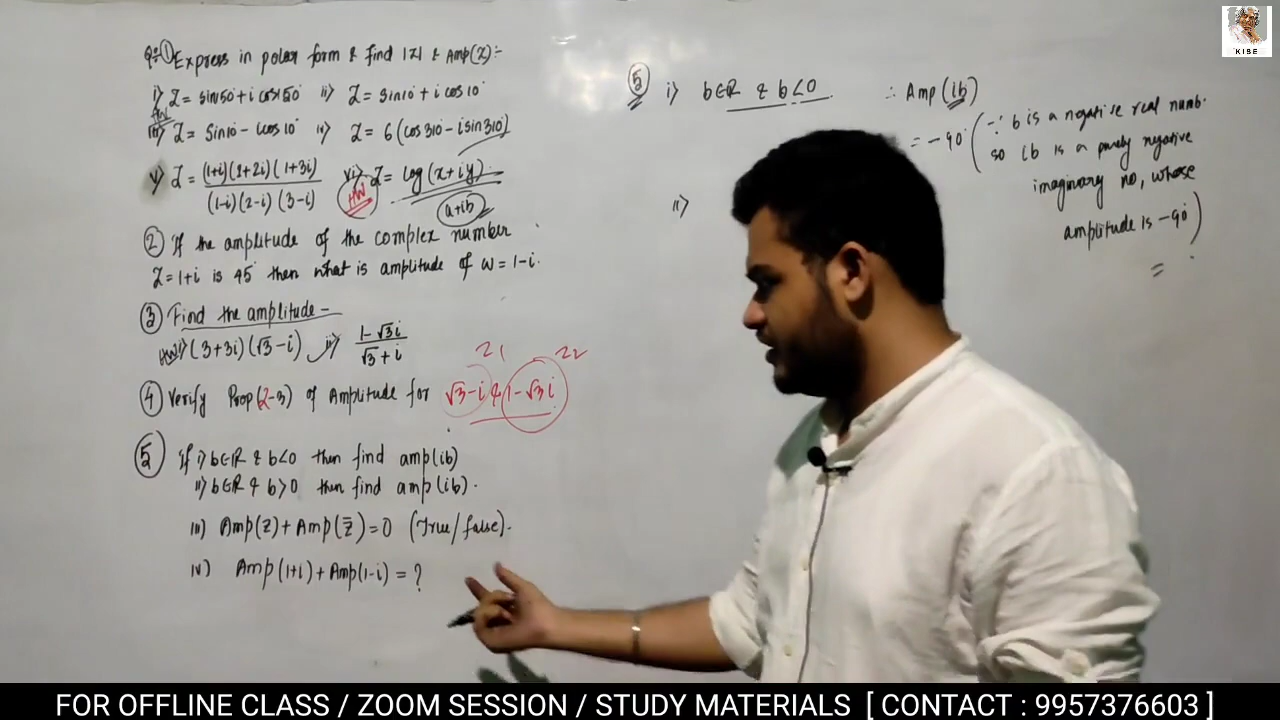 Q:-① Express in polar form & find |z| & Amp(z):-
i) Z = sin50° + i cos150° ii) Z = sin10° + i cos10°
HW
iii) Z = Sin10° - icos10° iv) Z = 6(cos310° - isin310°)
v) Z = (1+i)(1+2i)(1+3i) / (1-i)(2-i)(3-i) vi) Z = log(x+iy)
HW
a+ib
② If the amplitude of the complex number
Z = 1+i is 45° then what is amplitude of w = 1-i.
③ Find the amplitude -
HW i) (3+3i)(√3-i) ii) 1-√3i / √3+i
z1 z2
④ Verify Prop(2-3) of Amplitude for √3-i & 1-√3i
⑤ If i) b∈R & b<0 then find amp(ib)
ii) b∈R & b>0 then find amp(ib).
iii) Amp(z) + Amp(z̄) = 0 (True/false).
iv) Amp(1+i) + Amp(1-i) = ?
⑤ i) b∈R & b<0 ∴ Amp(ib)
= -90° (∵ b is a negative real numb.
so ib is a purely negative
imaginary no, whose
amplitude is -90°)
=
ii)
KISE
FOR OFFLINE CLASS / ZOOM SESSION / STUDY MATERIALS [ CONTACT : 9957376603 ]